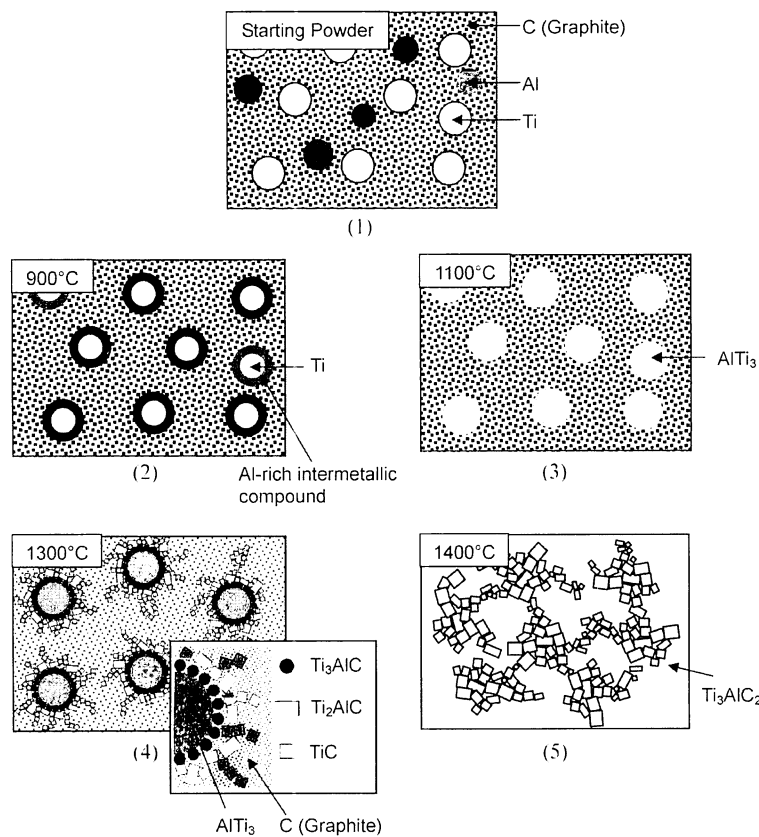 Starting Powder
C (Graphite)
Al
Ti
(1)
900°C
Ti
Al-rich intermetallic
compound
(2)
1100°C
AlTi₃
(3)
1300°C
Ti₃AlC
Ti₂AlC
TiC
AlTi₃
C (Graphite)
(4)
1400°C
Ti₃AlC₂
(5)